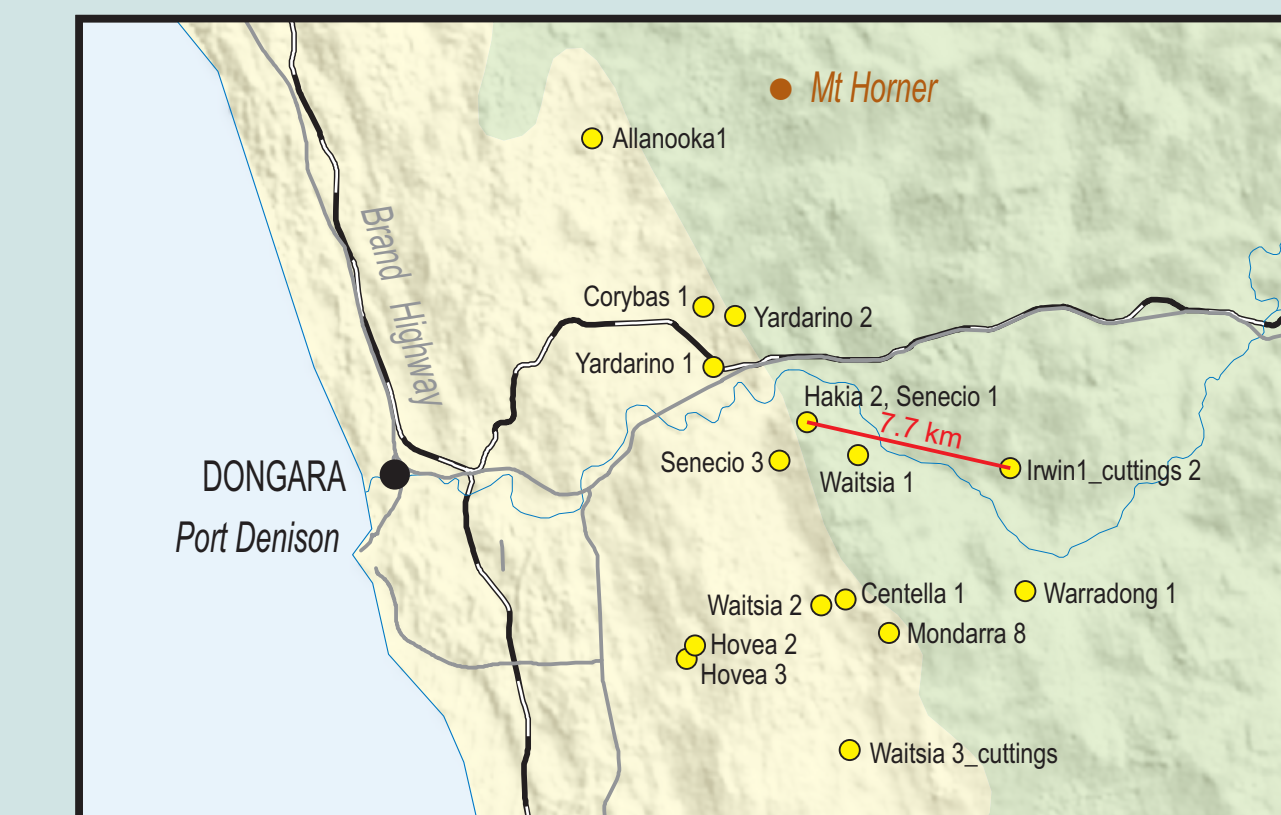 Mt Horner
Allanooka1
Brand Highway
Corybas 1
Yardarino 2
Yardarino 1
Hakia 2, Senecio 1
7.7 km
Senecio 3
Waitsia 1
Irwin1_cuttings 2
DONGARA
Port Denison
Waitsia 2
Centella 1
Warradong 1
Mondarra 8
Hovea 2
Hovea 3
Waitsia 3_cuttings